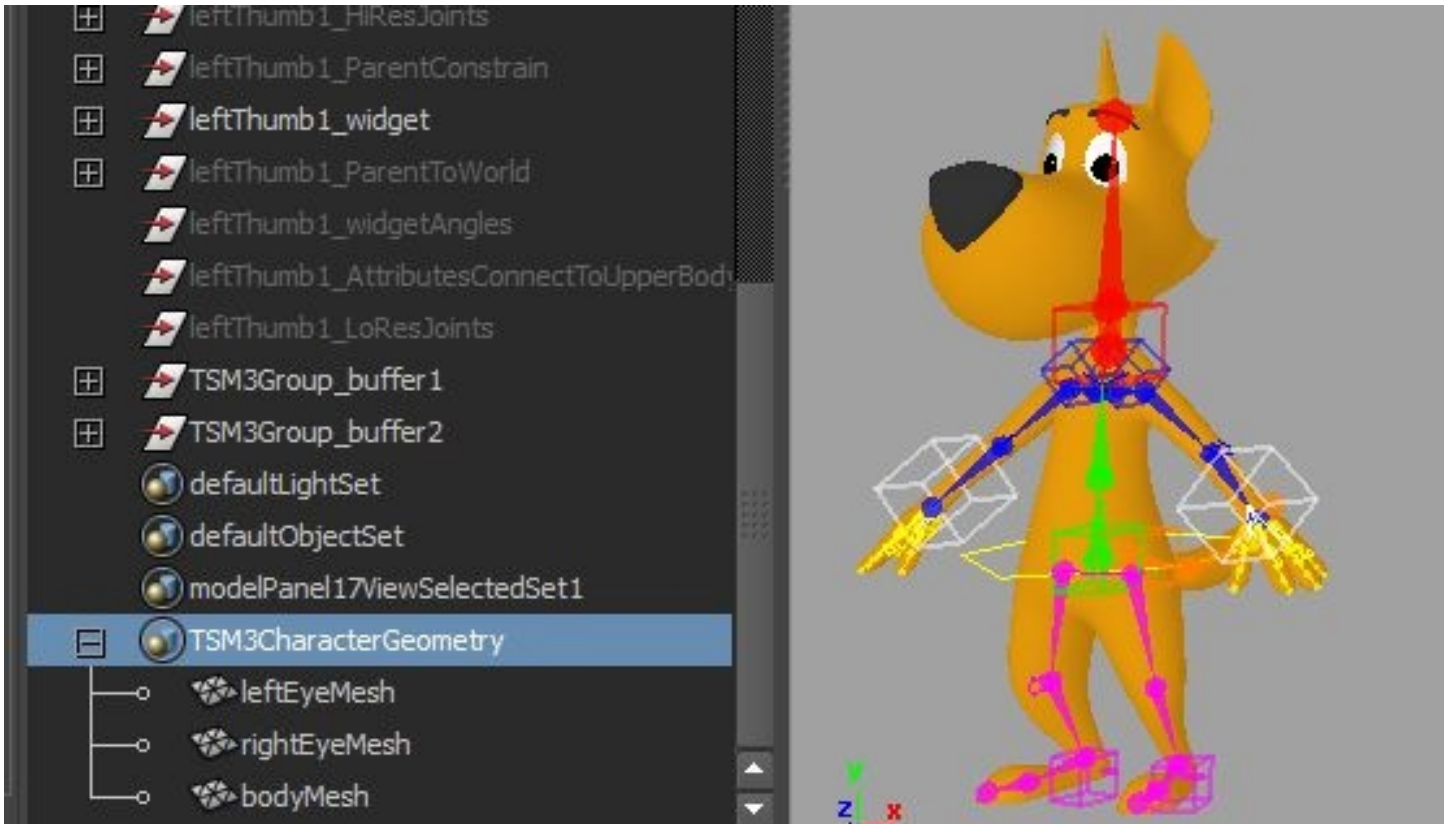 leftThumb1_HiResJoints
leftThumb1_ParentConstrain
leftThumb1_widget
leftThumb1_ParentToWorld
leftThumb1_widgetAngles
leftThumb1_AttributesConnectToUpperBody
leftThumb1_LoResJoints
TSM3Group_buffer1
TSM3Group_buffer2
defaultLightSet
defaultObjectSet
modelPanel17ViewSelectedSet1
TSM3CharacterGeometry
leftEyeMesh
rightEyeMesh
bodyMesh
y
z x